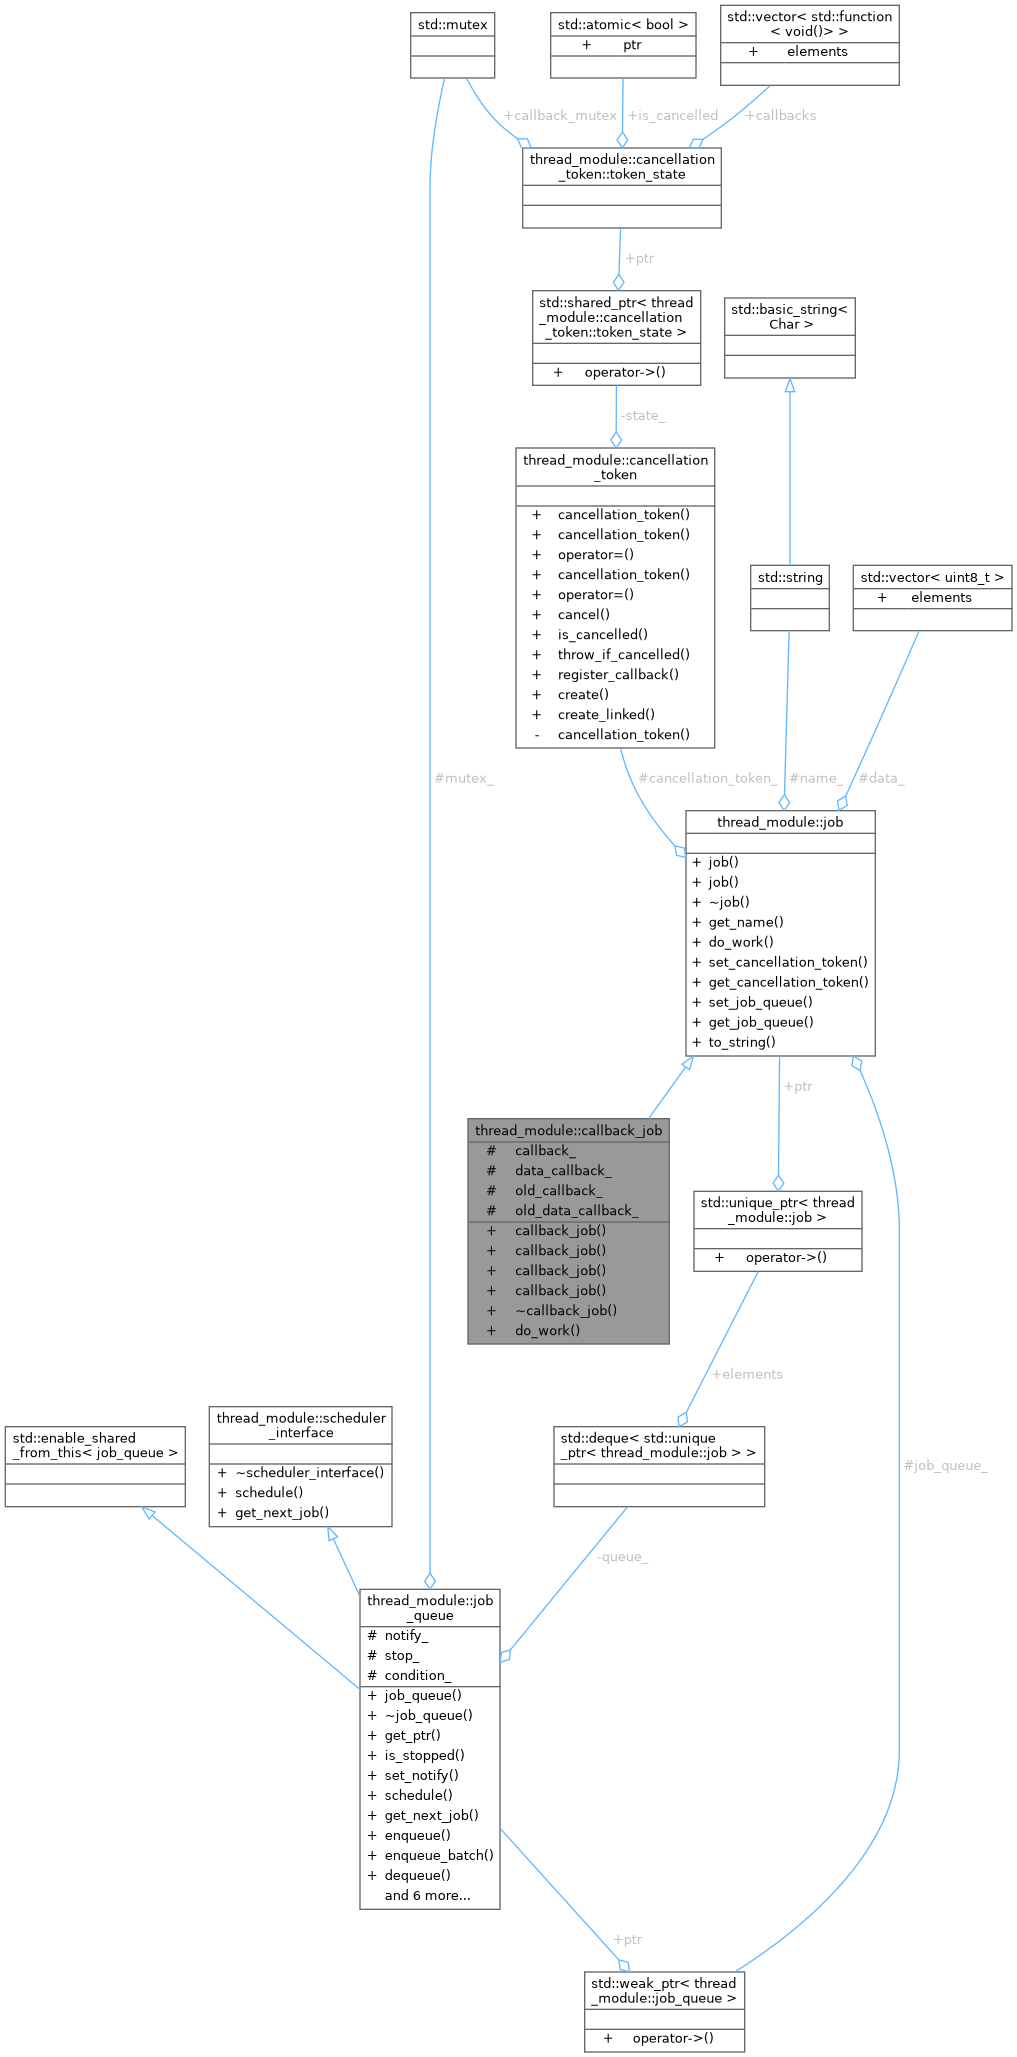 std::mutex
std::atomic< bool >
+ ptr
std::vector< std::function
< void()> >
+ elements
+callback_mutex
+is_cancelled
+callbacks
thread_module::cancellation
_token::token_state
+ptr
std::shared_ptr< thread
_module::cancellation
_token::token_state >
+ operator->()
std::basic_string<
Char >
-state_
thread_module::cancellation
_token
+ cancellation_token()
+ cancellation_token()
+ operator=()
+ cancellation_token()
+ operator=()
+ cancel()
+ is_cancelled()
+ throw_if_cancelled()
+ register_callback()
+ create()
+ create_linked()
- cancellation_token()
std::string
std::vector< uint8_t >
+ elements
#mutex_
#cancellation_token_
#name_
#data_
thread_module::job
+ job()
+ job()
+ ~job()
+ get_name()
+ do_work()
+ set_cancellation_token()
+ get_cancellation_token()
+ set_job_queue()
+ get_job_queue()
+ to_string()
+ptr
thread_module::callback_job
# callback_
# data_callback_
# old_callback_
# old_data_callback_
+ callback_job()
+ callback_job()
+ callback_job()
+ callback_job()
+ ~callback_job()
+ do_work()
std::unique_ptr< thread
_module::job >
+ operator->()
+elements
std::enable_shared
_from_this< job_queue >
thread_module::scheduler
_interface
+ ~scheduler_interface()
+ schedule()
+ get_next_job()
std::deque< std::unique
_ptr< thread_module::job > >
#job_queue_
-queue_
thread_module::job
_queue
# notify_
# stop_
# condition_
+ job_queue()
+ ~job_queue()
+ get_ptr()
+ is_stopped()
+ set_notify()
+ schedule()
+ get_next_job()
+ enqueue()
+ enqueue_batch()
+ dequeue()
and 6 more...
+ptr
std::weak_ptr< thread
_module::job_queue >
+ operator->()